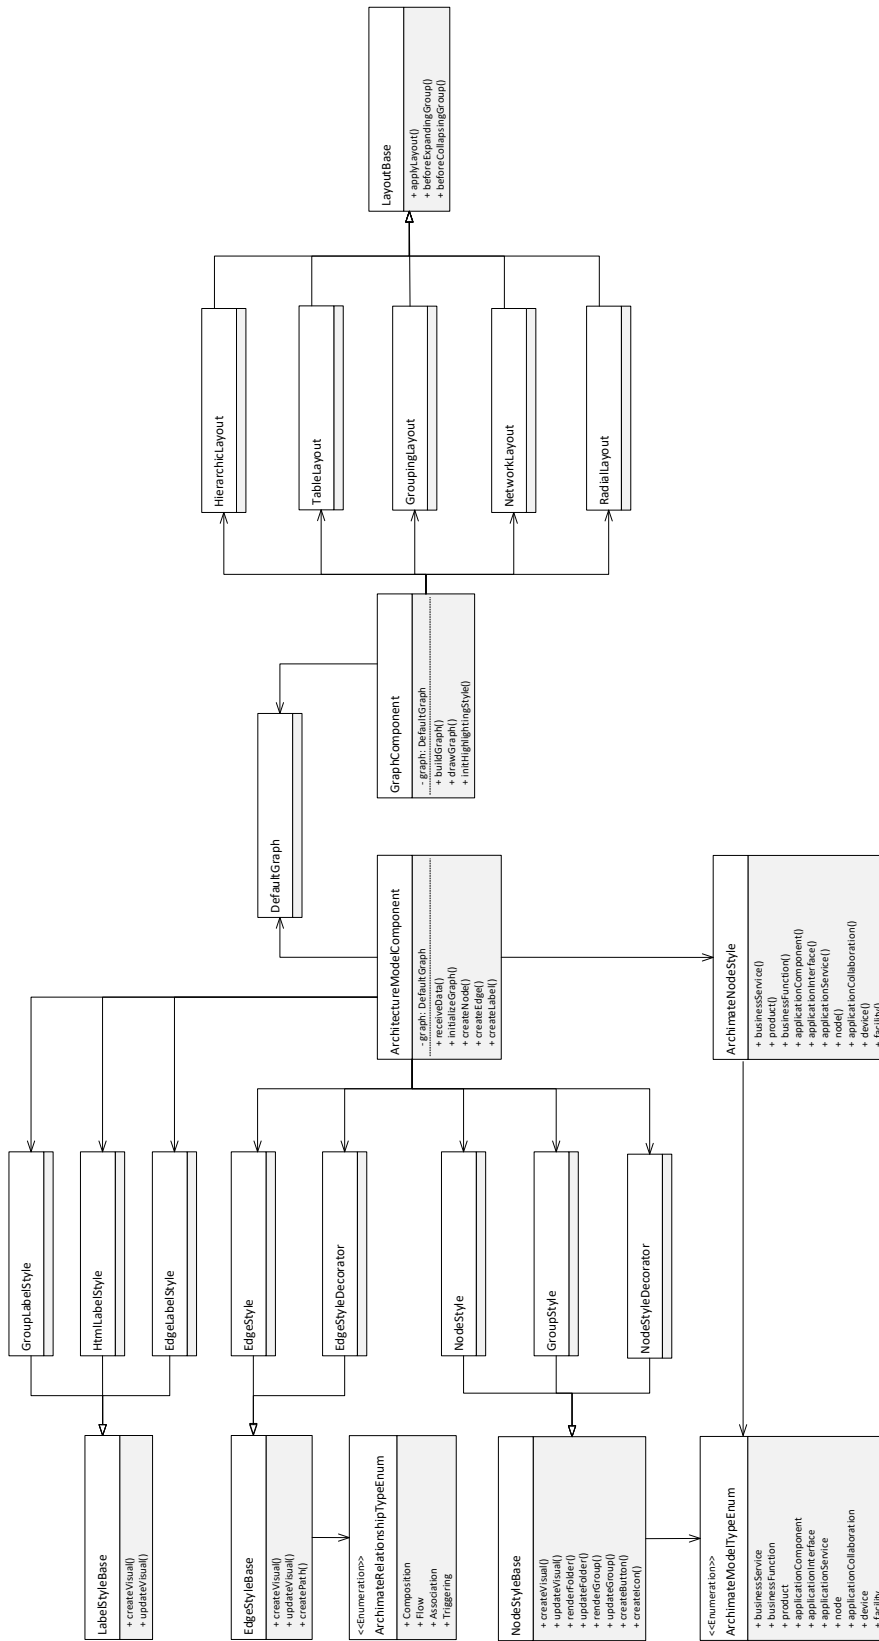 LayoutBase
+ applyLayout()
+ beforeExpandingGroup()
+ beforeCollapsingGroup()
HierarchicLayout
TableLayout
GroupingLayout
NetworkLayout
RadialLayout
GraphComponent
- graph: DefaultGraph
+ buildGraph()
+ drawGraph()
+ initHighlightingStyle()
DefaultGraph
ArchitectureModelComponent
- graph: DefaultGraph
+ receiveData()
+ initializeGraph()
+ createNode()
+ createEdge()
+ createLabel()
ArchimateNodeStyle
+ businessService()
+ product()
+ businessFunction()
+ applicationComponent()
+ applicationInterface()
+ applicationService()
+ node()
+ applicationCollaboration()
+ device()
+ facility()
GroupLabelStyle
HtmlLabelStyle
EdgeLabelStyle
EdgeStyle
EdgeStyleDecorator
NodeStyle
GroupStyle
NodeStyleDecorator
LabelStyleBase
+ createVisual()
+ updateVisual()
EdgeStyleBase
+ createVisual()
+ updateVisual()
+ createPath()
<<Enumeration>>
ArchimateRelationshipTypeEnum
+ Composition
+ Flow
+ Association
+ Triggering
NodeStyleBase
+ createVisual()
+ updateVisual()
+ renderFolder()
+ updateFolder()
+ renderGroup()
+ updateGroup()
+ createButton()
+ createIcon()
<<Enumeration>>
ArchimateModelTypeEnum
+ businessService
+ businessFunction
+ product
+ applicationComponent
+ applicationInterface
+ applicationService
+ node
+ applicationCollaboration
+ device
+ facility